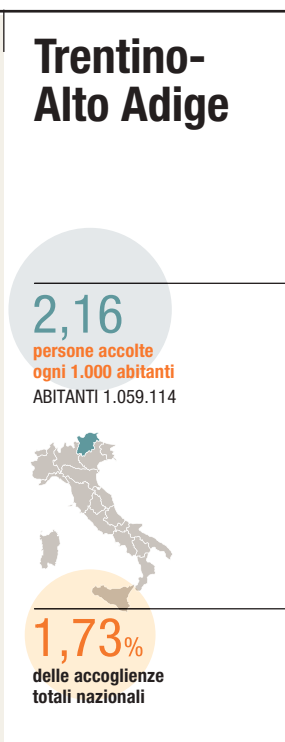 Trentino-
Alto Adige
2,16
persone accolte
ogni 1.000 abitanti
ABITANTI 1.059.114
1,73%
delle accoglienze
totali nazionali